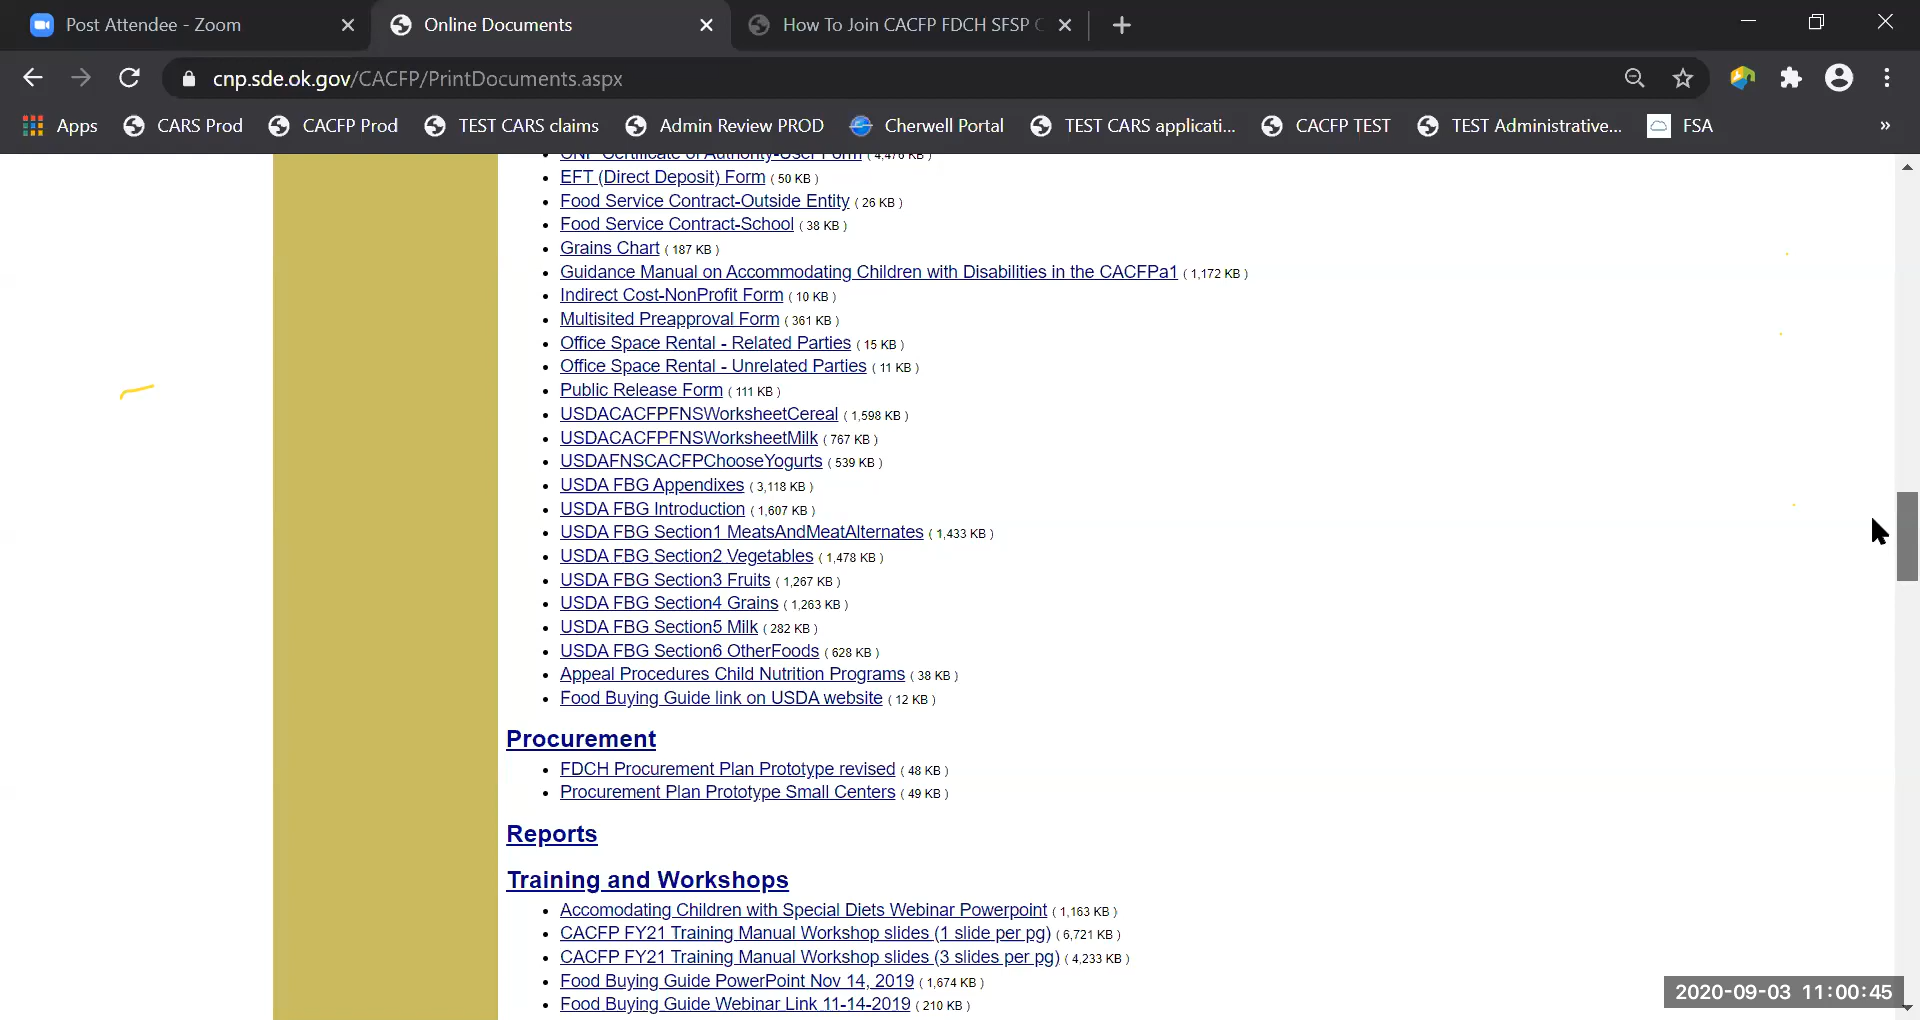 Post Attendee - Zoom
Online Documents
How To Join CACFP FDCH SFSP
cnp.sde.ok.gov/CACFP/PrintDocuments.aspx
Apps
CARS Prod
CACFP Prod
TEST CARS claims
Admin Review PROD
Cherwell Portal
TEST CARS applicati...
CACFP TEST
TEST Administrative...
FSA
»
CNP Certificate of Authority-User Form ( 4,476 KB )
EFT (Direct Deposit) Form ( 50 KB )
Food Service Contract-Outside Entity ( 26 KB )
Food Service Contract-School ( 38 KB )
Grains Chart ( 187 KB )
Guidance Manual on Accommodating Children with Disabilities in the CACFPa1 ( 1,172 KB )
Indirect Cost-NonProfit Form ( 10 KB )
Multisited Preapproval Form ( 361 KB )
Office Space Rental - Related Parties ( 15 KB )
Office Space Rental - Unrelated Parties ( 11 KB )
Public Release Form ( 111 KB )
USDACACFPFNSWorksheetCereal ( 1,598 KB )
USDACACFPFNSWorksheetMilk ( 767 KB )
USDAFNSCACFPChooseYogurts ( 539 KB )
USDA FBG Appendixes ( 3,118 KB )
USDA FBG Introduction ( 1,607 KB )
USDA FBG Section1 MeatsAndMeatAlternates ( 1,433 KB )
USDA FBG Section2 Vegetables ( 1,478 KB )
USDA FBG Section3 Fruits ( 1,267 KB )
USDA FBG Section4 Grains ( 1,263 KB )
USDA FBG Section5 Milk ( 282 KB )
USDA FBG Section6 OtherFoods ( 628 KB )
Appeal Procedures Child Nutrition Programs ( 38 KB )
Food Buying Guide link on USDA website ( 12 KB )
Procurement
FDCH Procurement Plan Prototype revised ( 48 KB )
Procurement Plan Prototype Small Centers ( 49 KB )
Reports
Training and Workshops
Accomodating Children with Special Diets Webinar Powerpoint ( 1,163 KB )
CACFP FY21 Training Manual Workshop slides (1 slide per pg) ( 6,721 KB )
CACFP FY21 Training Manual Workshop slides (3 slides per pg) ( 4,233 KB )
Food Buying Guide PowerPoint Nov 14, 2019 ( 1,674 KB )
Food Buying Guide Webinar Link 11-14-2019 ( 210 KB )
2020-09-03 11:00:45